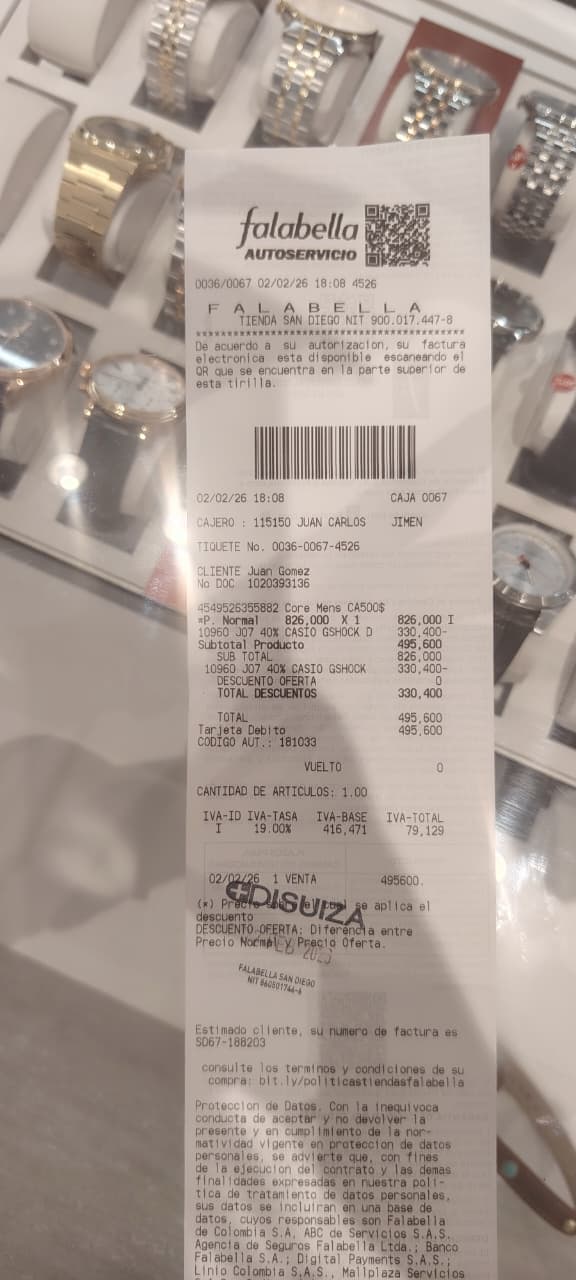 falabella
AUTOSERVICIO
0036/0067 02/02/26 18:08 4526
F A L A B E L L A
TIENDA SAN DIEGO NIT 900.017.447-8
******************************************
De acuerdo a su autorizacion, su factura
electronica esta disponible escaneando el
QR que se encuentra en la parte superior de
esta tirilla.
02/02/26 18:08 CAJA 0067
CAJERO : 115150 JUAN CARLOS JIMEN
TIQUETE No. 0036-0067-4526
CLIENTE Juan Gomez
No DOC 1020393136
4549526355882 Core Mens CA500$
*P. Normal 826,000 X 1 826,000 I
10960 J07 40% CASIO GSHOCK D 330,400-
Subtotal Producto 495,600
SUB TOTAL 826,000
10960 J07 40% CASIO GSHOCK 330,400-
DESCUENTO OFERTA 0
TOTAL DESCUENTOS 330,400
TOTAL 495,600
Tarjeta Debito 495,600
CODIGO AUT.: 181033
VUELTO 0
CANTIDAD DE ARTICULOS: 1.00
IVA-ID IVA-TASA IVA-BASE IVA-TOTAL
I 19.00% 416,471 79,129
02/02/26 1 VENTA 495600.
DISUIZA
(*) Precio sobre el cual se aplica el
descuento
DESCUENTO OFERTA: Diferencia entre
Precio Normal y Precio Oferta.
FALABELLA SAN DIEGO
NIT 860501746-6
Estimado cliente, su numero de factura es
SD67-188203
consulte los terminos y condiciones de su
compra: bit.ly/politicastiendasfalabella
Proteccion de Datos. Con la inequivoca
conducta de aceptar y no devolver la
presente y en cumplimiento de la nor-
matividad vigente en proteccion de datos
personales, se advierte que, con fines
de la ejecucion del contrato y las demas
finalidades expresadas en nuestra poli-
tica de tratamiento de datos personales,
sus datos se incluiran en una base de
datos, cuyos responsables son Falabella
de Colombia S.A, ABC de Servicios S.A.S,
Agencia de Seguros Falabella Ltda.; Banco
Falabella S.A.; Digital Payments S.A.S.;
Linio Colombia S.A.S., Mallplaza Servicios